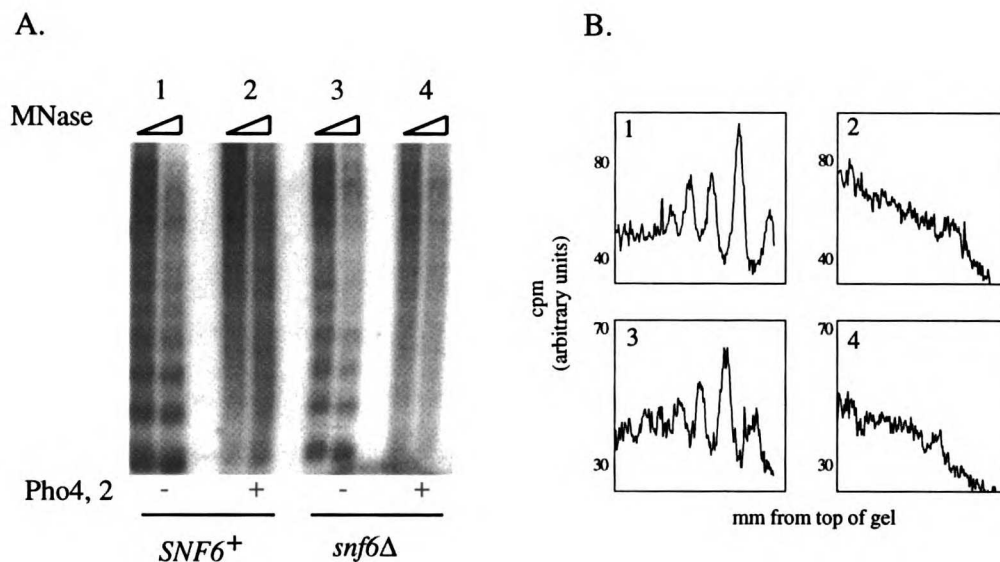 A.
MNase
1 2 3 4
Pho4, 2
- + - +
SNF6+
snf6Δ
B.
1
80
40
2
80
40
3
70
30
4
70
30
cpm
(arbitrary units)
mm from top of gel